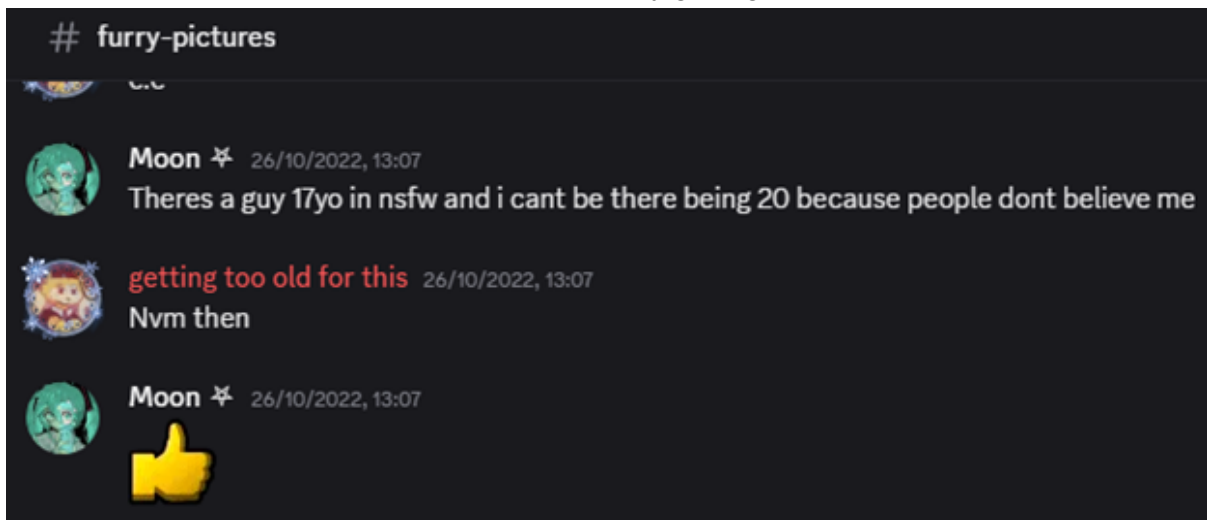 # furry-pictures
c.c
Moon 26/10/2022, 13:07
Theres a guy 17yo in nsfw and i cant be there being 20 because people dont believe me
getting too old for this 26/10/2022, 13:07
Nvm then
Moon 26/10/2022, 13:07